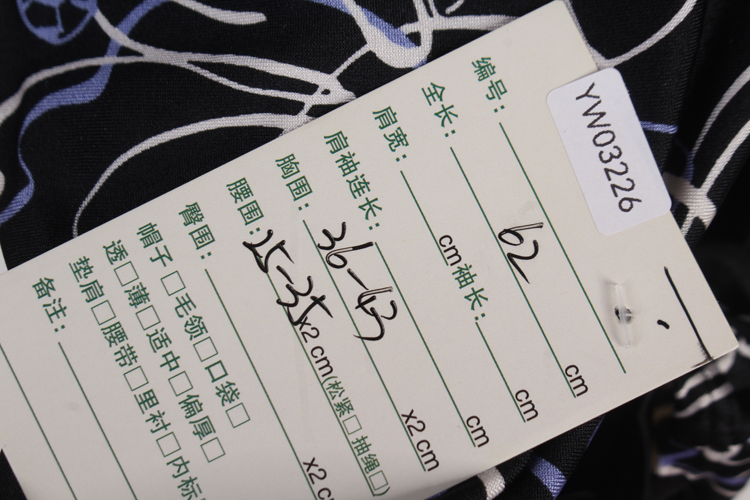 YW03226
编号:
全长: 62 cm
肩宽: cm 袖长: cm
肩袖连长: cm
胸围: 36-43 x2 cm
腰围: 25-35 x2 cm(松紧□ 抽绳□)
臀围: x2 c
帽子□毛领□口袋□
透□薄□适中□偏厚□
垫肩□腰带□里衬□内标
备注: